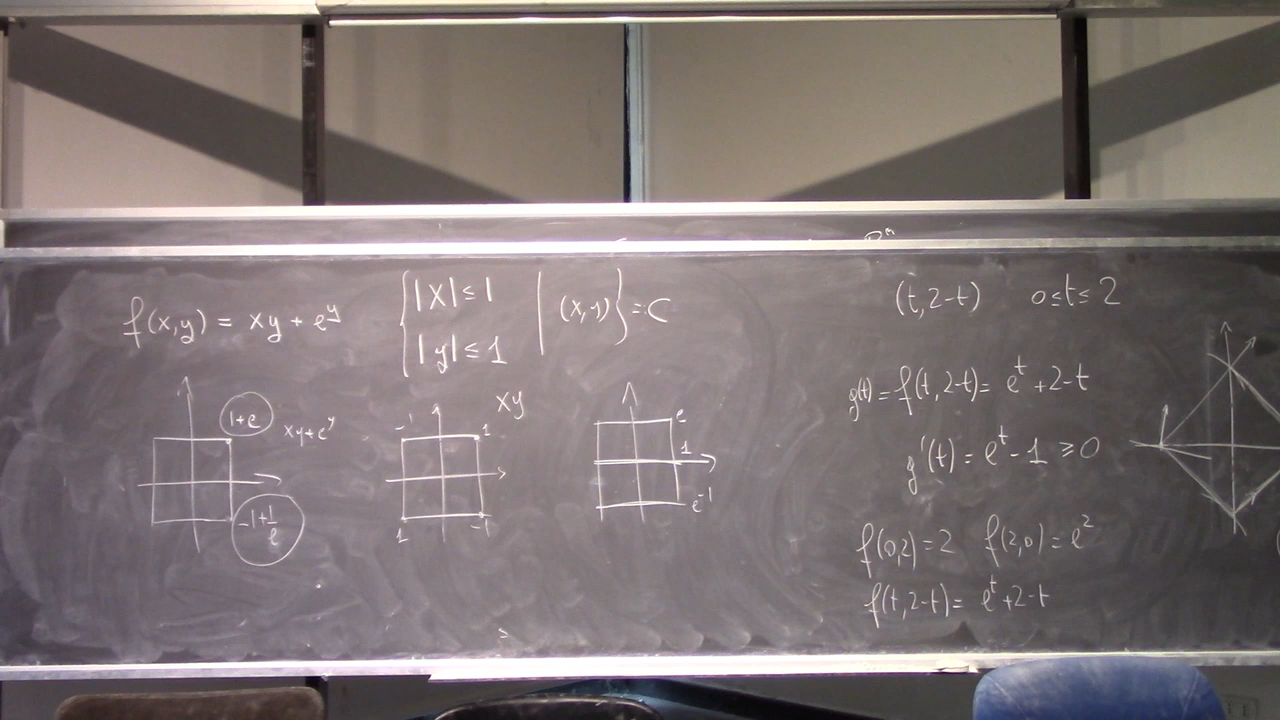 f(x,y) = xy + e^y
{ |x| ≤ 1
|y| ≤ 1 | (x,y) } = C
1+e
xy+e^y
-1+1/e
xy
-1
1
1
-1
e
1
e^-1
(t,2-t) 0≤t≤2
g(t) = f(t,2-t) = e^t + 2-t
g'(t) = e^t - 1 ≥ 0
f(0,2) = 2 f(2,0) = e^2
f(t,2-t) = e^t + 2-t